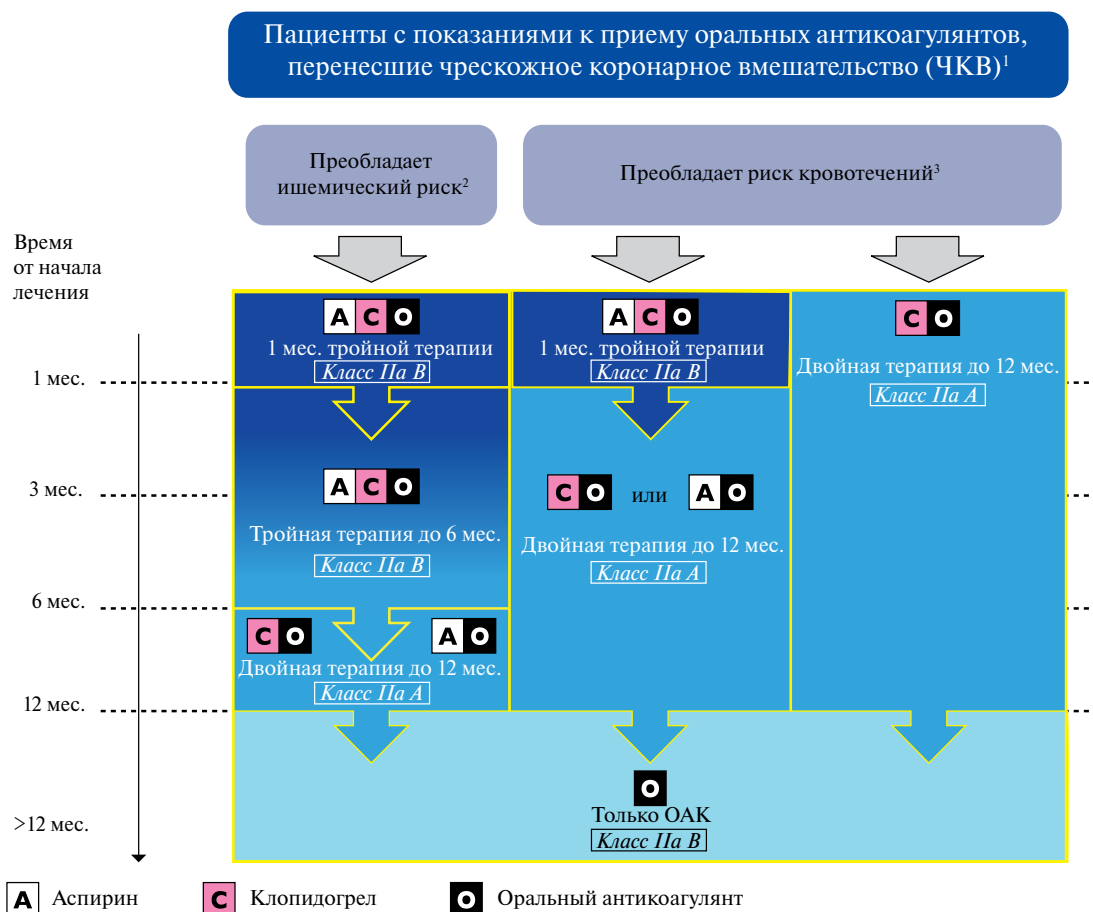 Пациенты с показаниями к приему оральных антикоагулянтов,
перенесшие чрескожное коронарное вмешательство (ЧКВ)¹
Преобладает
ишемический риск²
Преобладает риск кровотечений³
Время
от начала
лечения
A C O
1 мес. тройной терапии
Класс IIa B
A C O
1 мес. тройной терапии
Класс IIa B
C O
Двойная терапия до 12 мес.
Класс IIa A
1 мес.
A C O
Тройная терапия до 6 мес.
Класс IIa B
C O или A O
Двойная терапия до 12 мес.
Класс IIa A
3 мес.
6 мес.
C O A O
Двойная терапия до 12 мес.
Класс IIa A
12 мес.
O
Только ОАК
Класс IIa B
>12 мес.
A Аспирин C Клопидогрел O Оральный антикоагулянт